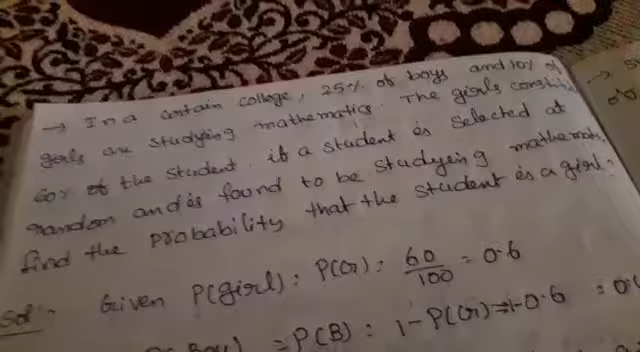 → In a certain college, 25% of boys and 10% of
girls are studying mathematics. The girls
60% of the student. if a student is selected at
random and is found to be studying
find the probability that the student is a girl?
Sol:- Given P(girl) = P(G) = 60/100 = 0.6
= P(B) = 1-P(G) ⇒ 1-0.6 =